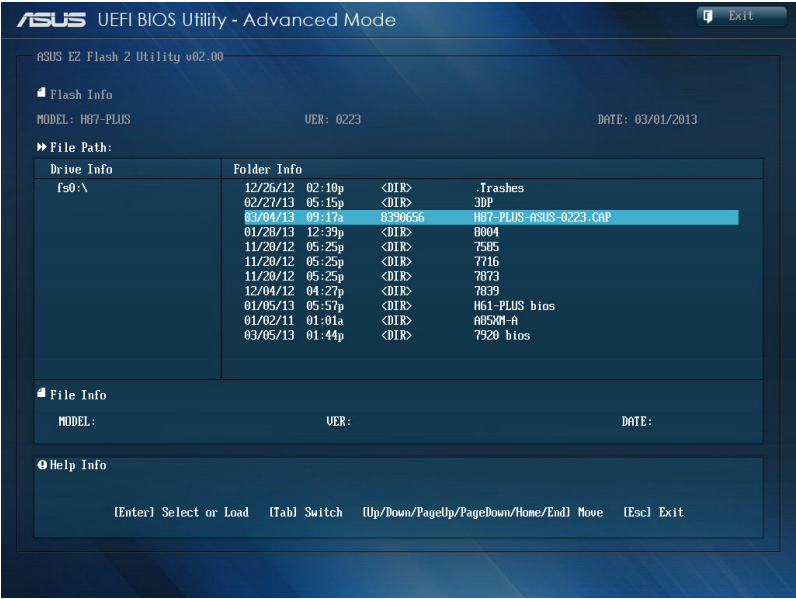 ASUS UEFI BIOS Utility - Advanced Mode
Exit
ASUS EZ Flash 2 Utility v02.00
Flash Info
MODEL: H87-PLUS VER: 0223 DATE: 03/01/2013
File Path:
Drive Info Folder Info
fs0:\ 12/26/12 02:10p <DIR> .Trashes
02/27/13 05:15p <DIR> 3DP
03/04/13 09:17a 8390656 H87-PLUS-ASUS-0223.CAP
01/28/13 12:39p <DIR> 8004
11/20/12 05:25p <DIR> 7585
11/20/12 05:25p <DIR> 7716
11/20/12 05:25p <DIR> 7873
12/04/12 04:27p <DIR> 7839
01/05/13 05:57p <DIR> H61-PLUS bios
01/02/11 01:01a <DIR> A85XM-A
03/05/13 01:44p <DIR> 7920 bios
File Info
MODEL: VER: DATE:
Help Info
[Enter] Select or Load [Tab] Switch [Up/Down/PageUp/PageDown/Home/End] Move [Esc] Exit